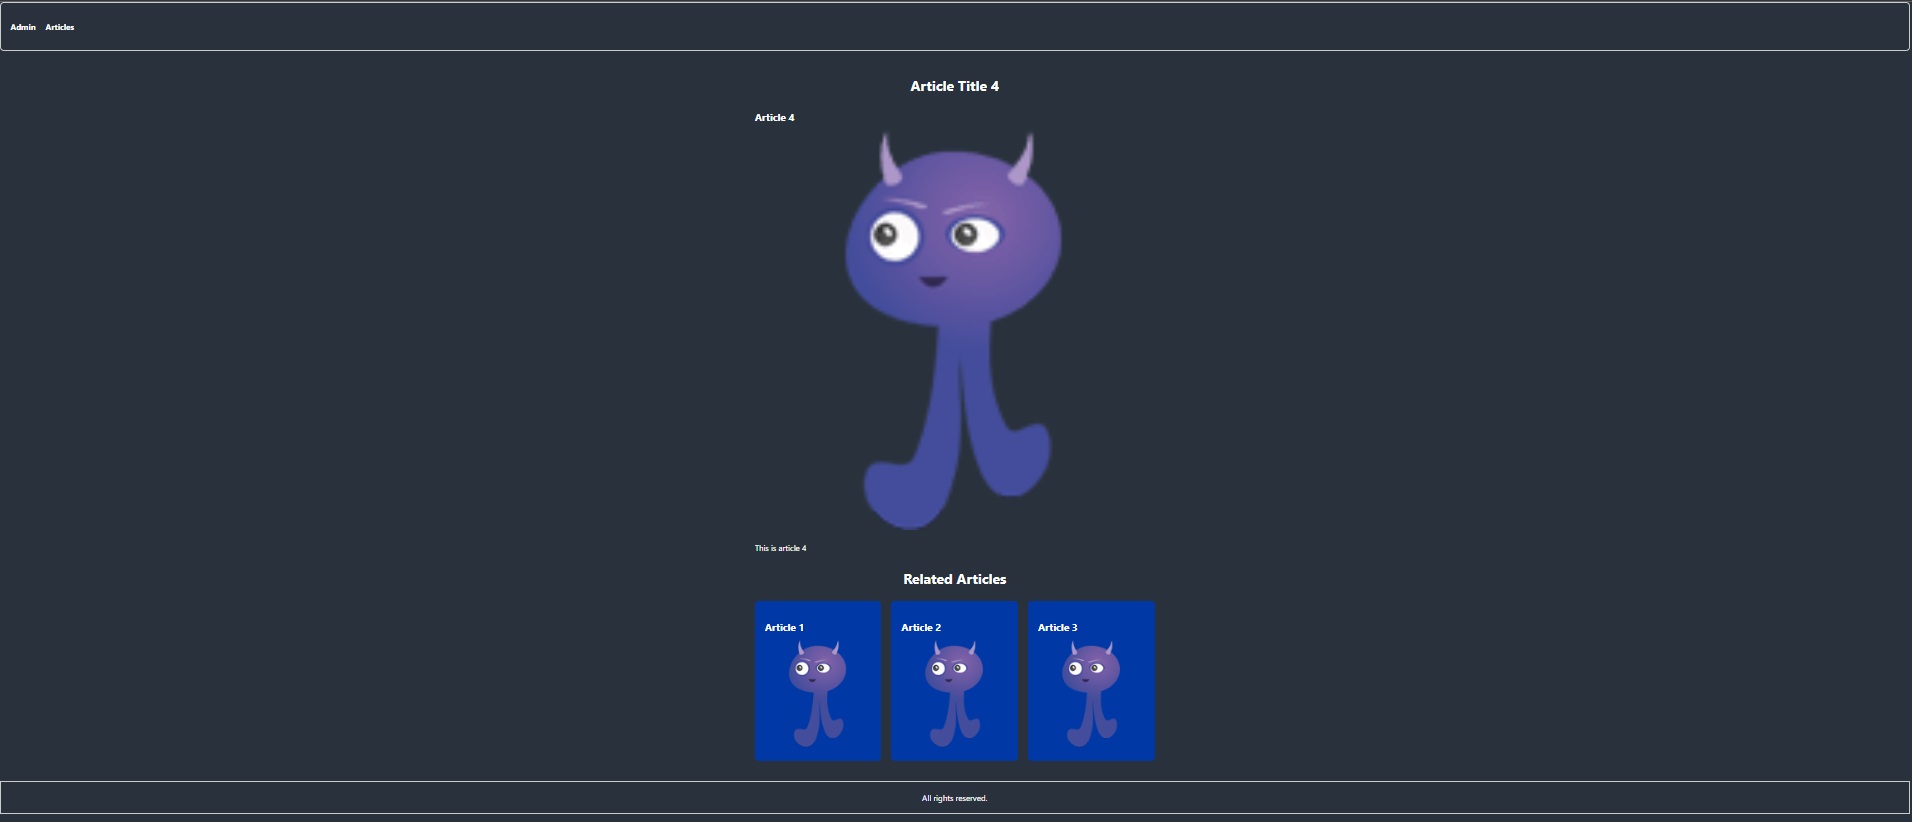 Admin Articles
Article Title 4
Article 4
This is article 4
Related Articles
Article 1 Article 2 Article 3
All rights reserved.